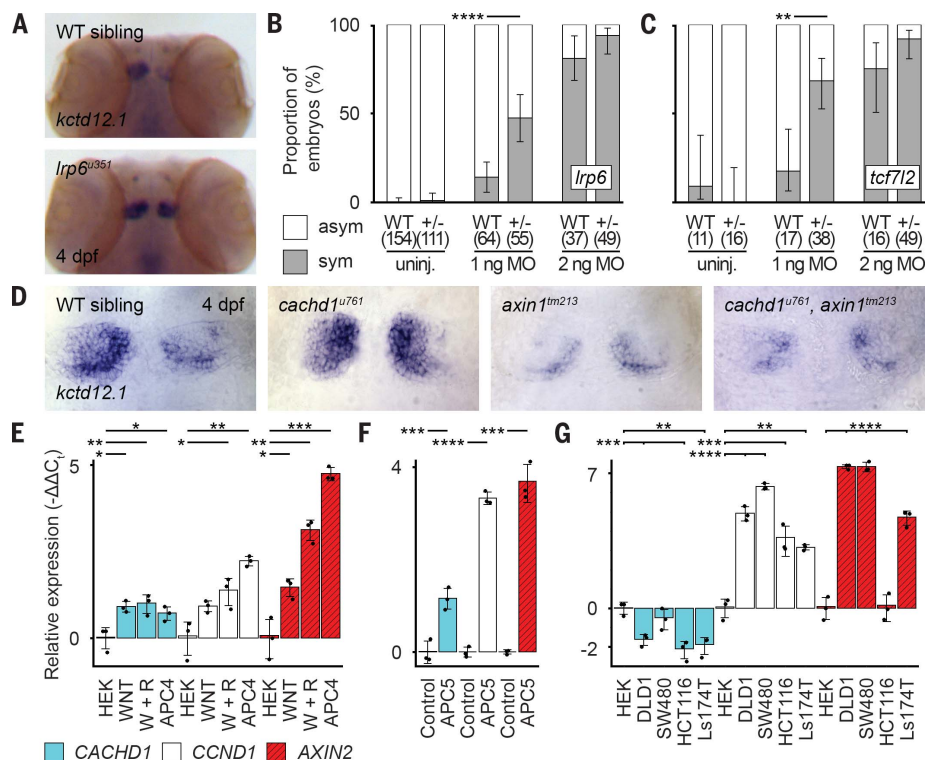 A
WT sibling
kctd12.1
lrp6u351
4 dpf
B
****
100
50
0
Proportion of
embryos (%)
lrp6
WT +/-
(154)(111)
uninj.
WT +/-
(64) (55)
1 ng MO
WT +/-
(37) (49)
2 ng MO
asym
sym
C
**
tcf7l2
WT +/-
(11) (16)
uninj.
WT +/-
(17) (38)
1 ng MO
WT +/-
(16) (49)
2 ng MO
D
WT sibling 4 dpf
kctd12.1
cachd1u761
axin1tm213
cachd1u761, axin1tm213
E
* ** ***
** * **
* *
5
0
Relative expression (-ΔΔCt)
HEK
WNT
W + R
APC4
HEK
WNT
W + R
APC4
HEK
WNT
W + R
APC4
F
*** ***
****
4
0
Control
APC5
Control
APC5
Control
APC5
G
** ** ****
*** ***
****
7
0
-2
HEK
DLD1
SW480
HCT116
Ls174T
HEK
DLD1
SW480
HCT116
Ls174T
HEK
DLD1
SW480
HCT116
Ls174T
CACHD1 CCND1 AXIN2